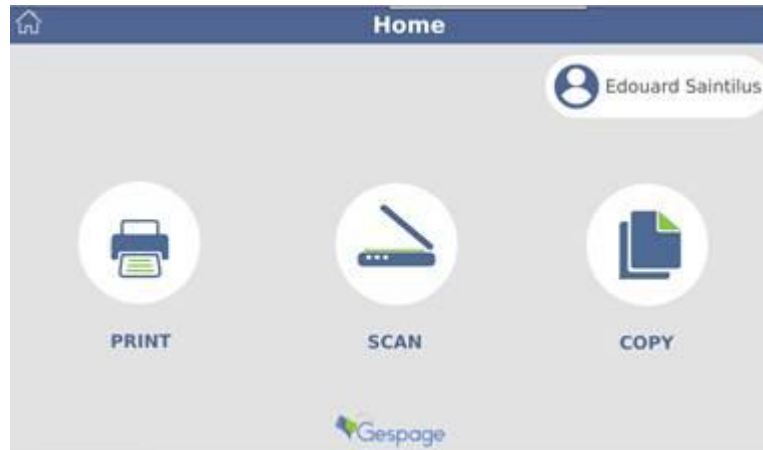 Home
Edouard Saintilus
PRINT
SCAN
COPY
Gespage